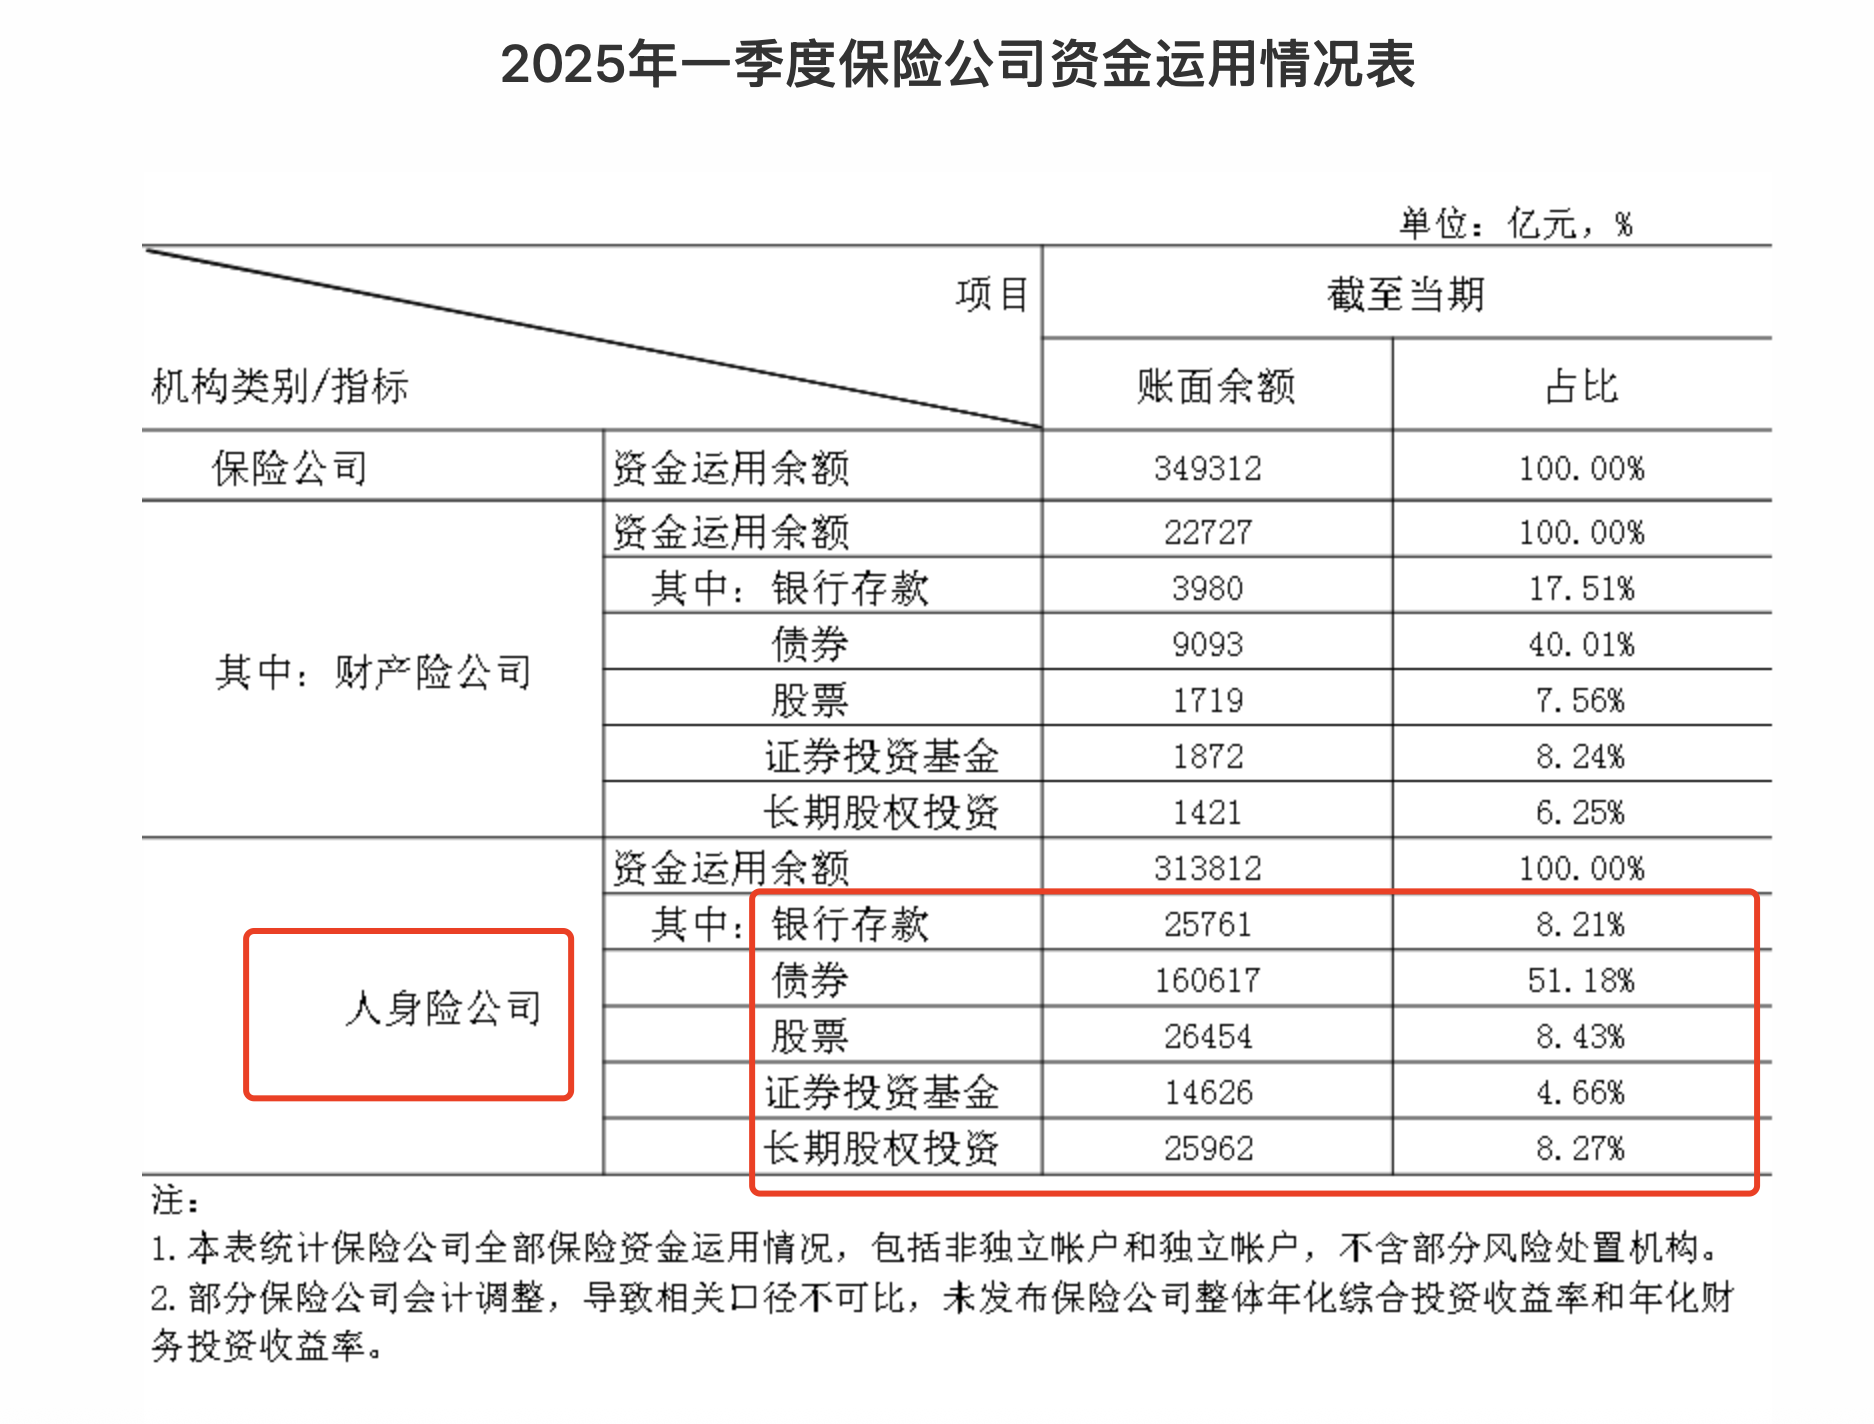 2025年一季度保险公司资金运用情况表
单位：亿元，%
项目 截至当期
机构类别/指标 账面余额 占比
保险公司 资金运用余额 349312 100.00%
资金运用余额 22727 100.00%
其中：银行存款 3980 17.51%
债券 9093 40.01%
其中：财产险公司
股票 1719 7.56%
证券投资基金 1872 8.24%
长期股权投资 1421 6.25%
资金运用余额 313812 100.00%
其中：银行存款 25761 8.21%
债券 160617 51.18%
人身险公司
股票 26454 8.43%
证券投资基金 14626 4.66%
长期股权投资 25962 8.27%
注：
1.本表统计保险公司全部保险资金运用情况，包括非独立帐户和独立帐户，不含部分风险处置机构。
2.部分保险公司会计调整，导致相关口径不可比，未发布保险公司整体年化综合投资收益率和年化财
务投资收益率。